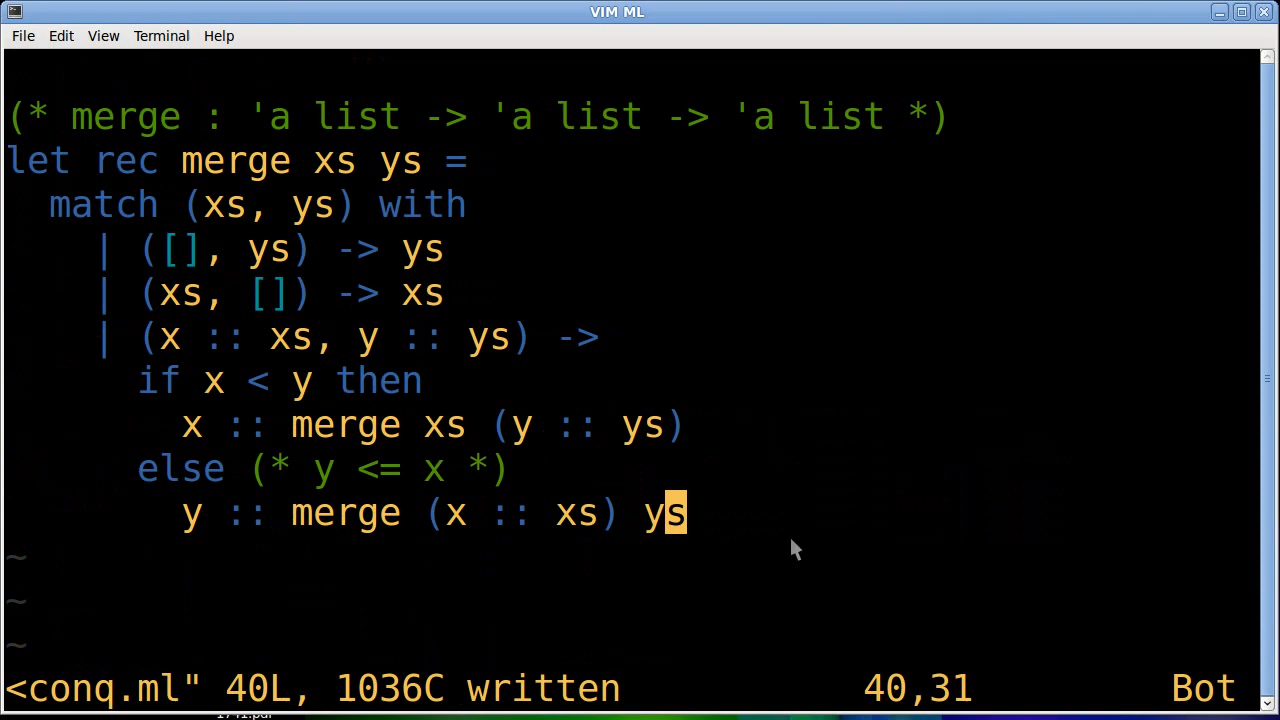 VIM ML
File Edit View Terminal Help
(* merge : 'a list -> 'a list -> 'a list *)
let rec merge xs ys =
  match (xs, ys) with
    | ([], ys) -> ys
    | (xs, []) -> xs
    | (x :: xs, y :: ys) ->
      if x < y then
        x :: merge xs (y :: ys)
      else (* y <= x *)
        y :: merge (x :: xs) ys
~
~
~
<conq.ml" 40L, 1036C written 40,31 Bot